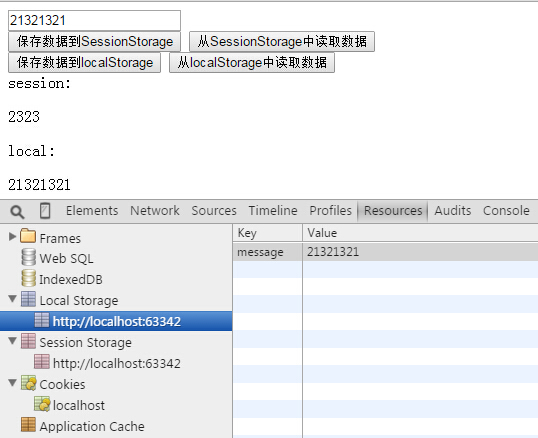 21321321
保存数据到SessionStorage 从SessionStorage中读取数据
保存数据到localStorage 从localStorage中读取数据
session:
2323
local:
21321321
Elements Network Sources Timeline Profiles Resources Audits Console
Frames
Web SQL
IndexedDB
Local Storage
http://localhost:63342
Session Storage
http://localhost:63342
Cookies
localhost
Application Cache
Key Value
message 21321321